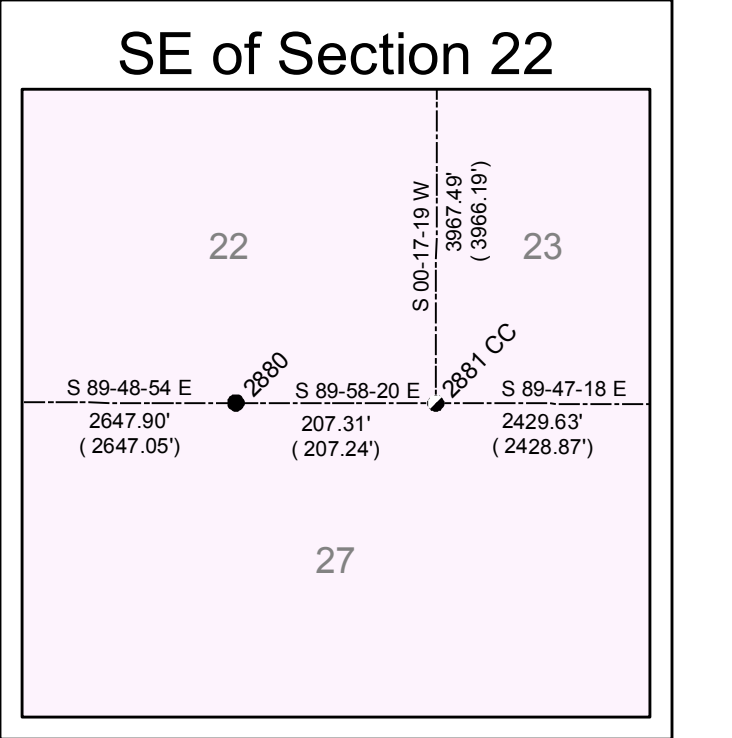 SE of Section 22
S 00-17-19 W
3967.49'
( 3966.19')
22
23
2880
2881 CC
S 89-48-54 E
2647.90'
( 2647.05')
S 89-58-20 E
207.31'
( 207.24')
S 89-47-18 E
2429.63'
( 2428.87')
27